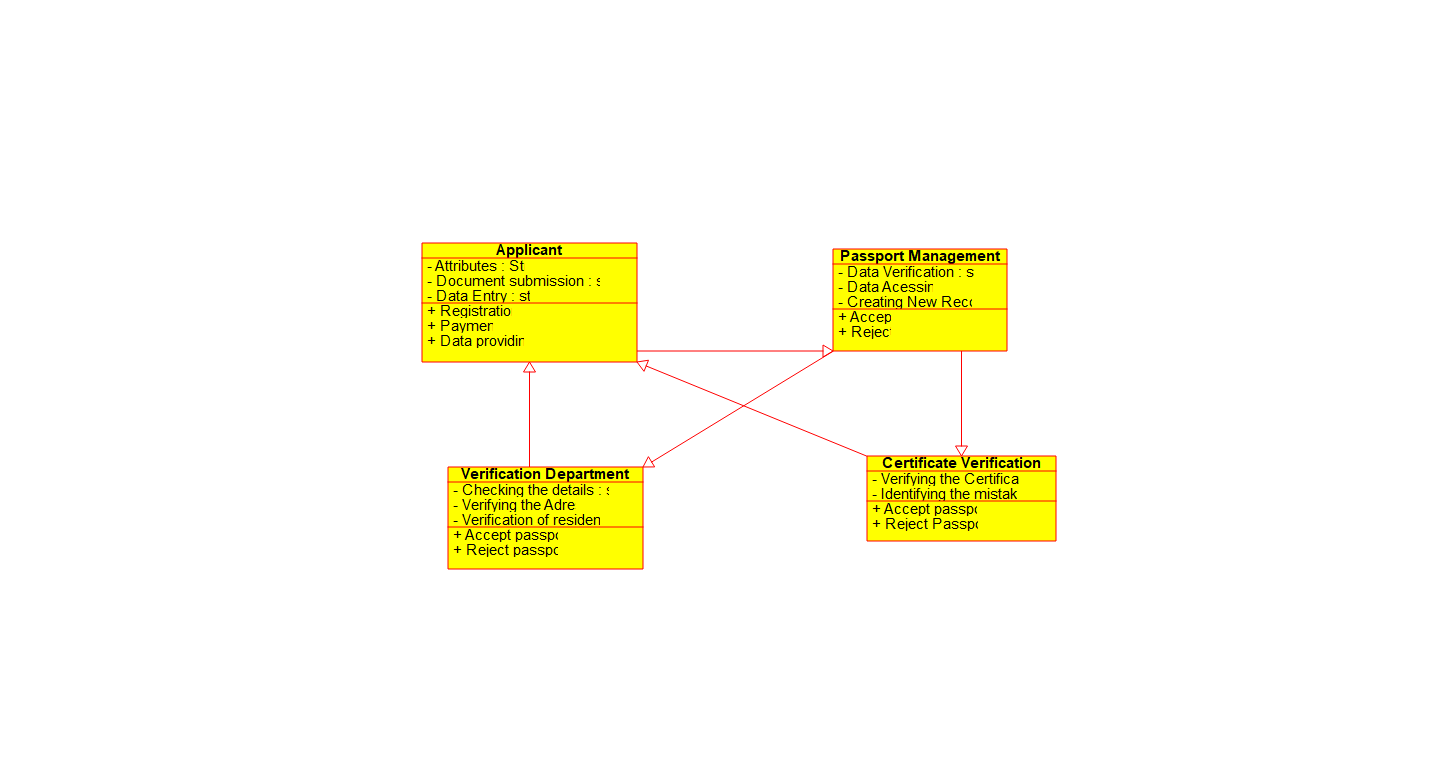 Applicant
- Attributes : St
- Document submission : s
- Data Entry : st
+ Registratio
+ Paymen
+ Data providin
Passport Management
- Data Verification : s
- Data Acessin
- Creating New Reco
+ Accep
+ Rejec
Verification Department
- Checking the details : s
- Verifying the Adre
- Verification of residen
+ Accept passpo
+ Reject passpo
Certificate Verification
- Verifying the Certifica
- Identifying the mistak
+ Accept passpo
+ Reject Passpo